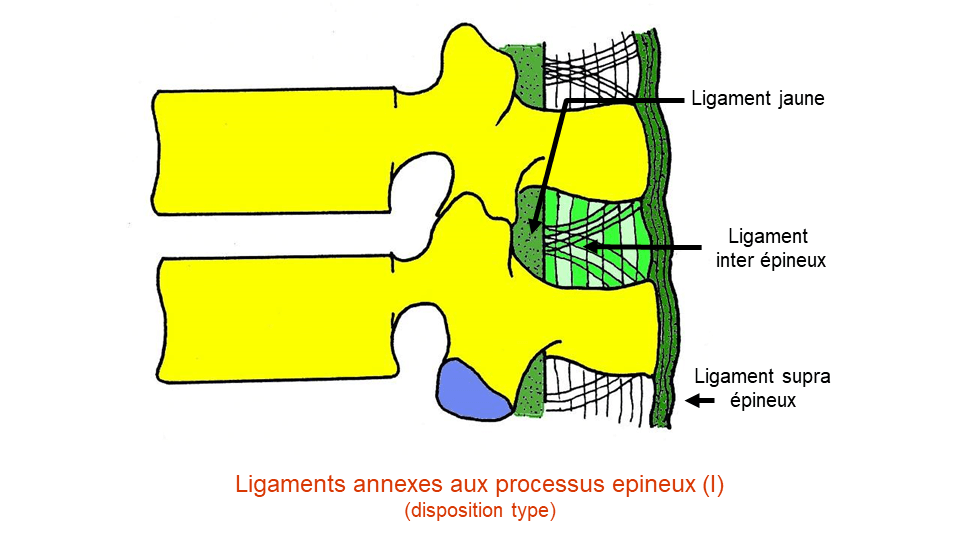 Ligament jaune
Ligament
inter épineux
Ligament supra
épineux
Ligaments annexes aux processus epineux (I)
(disposition type)